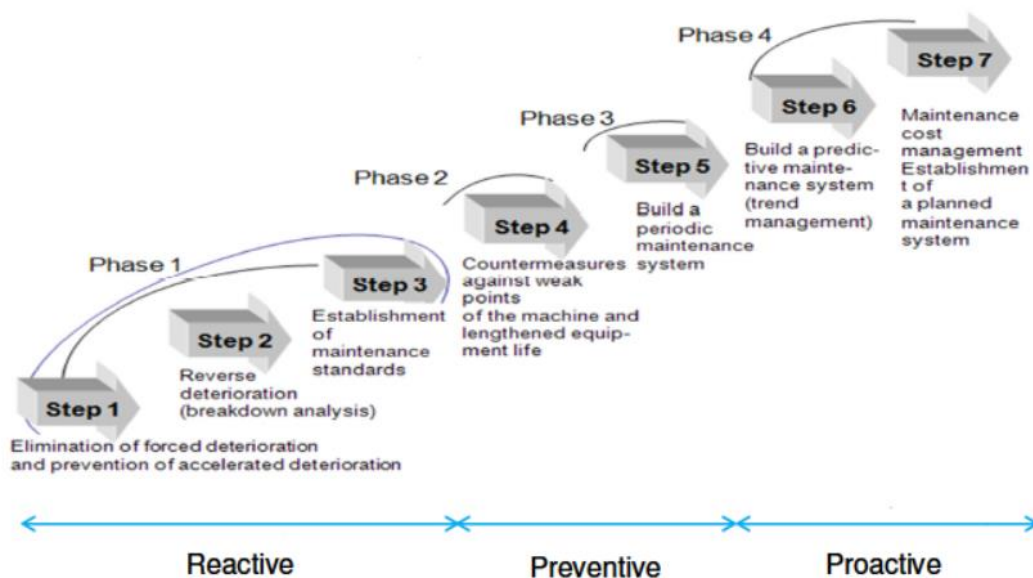 Phase 1
Step 1
Elimination of forced deterioration
and prevention of accelerated deterioration
Step 2
Reverse
deterioration
(breakdown analysis)
Step 3
Establishment
of
maintenance
standards
Phase 2
Step 4
Countermeasures
against weak
points
of the machine and
lengthened equip-
ment life
Phase 3
Step 5
Build a
periodic
maintenance
system
Phase 4
Step 6
Build a predic-
tive mainte-
nance system
(trend
management)
Step 7
Maintenance
cost
management
Establishmen
t of
a planned
maintenance
system
Reactive
Preventive
Proactive